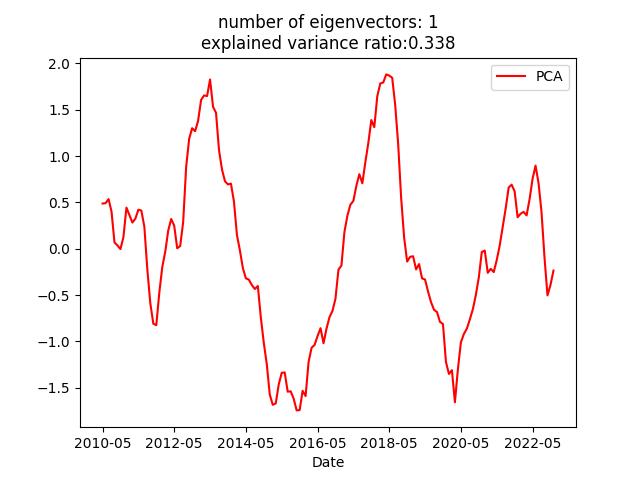 number of eigenvectors: 1
explained variance ratio:0.338
PCA
2.0
1.5
1.0
0.5
0.0
−0.5
−1.0
−1.5
2010-05 2012-05 2014-05 2016-05 2018-05 2020-05 2022-05
Date